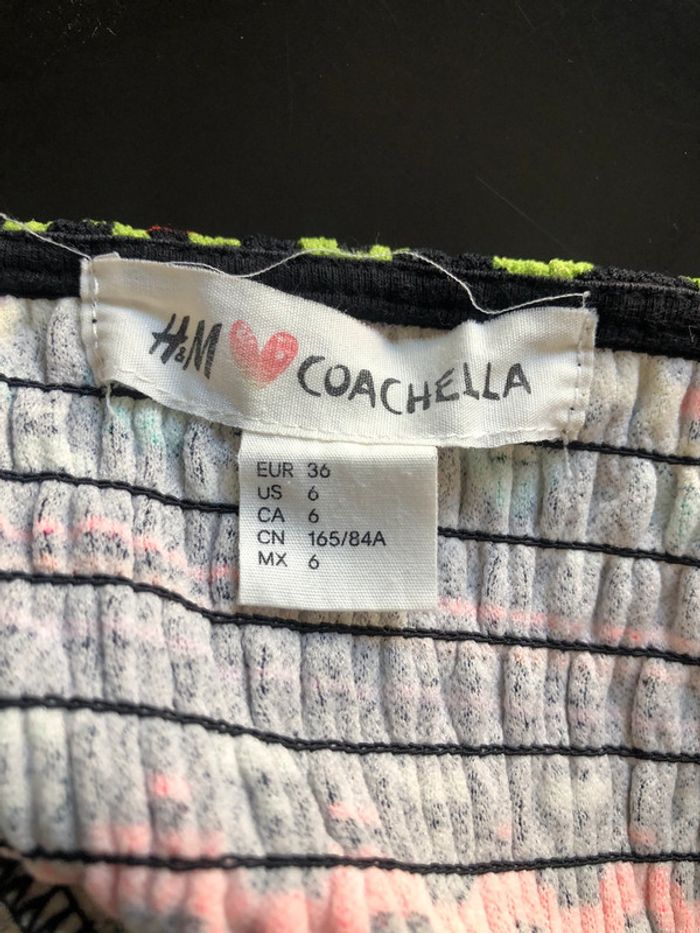 H&M COACHELLA
EUR 36
US 6
CA 6
CN 165/84A
MX 6